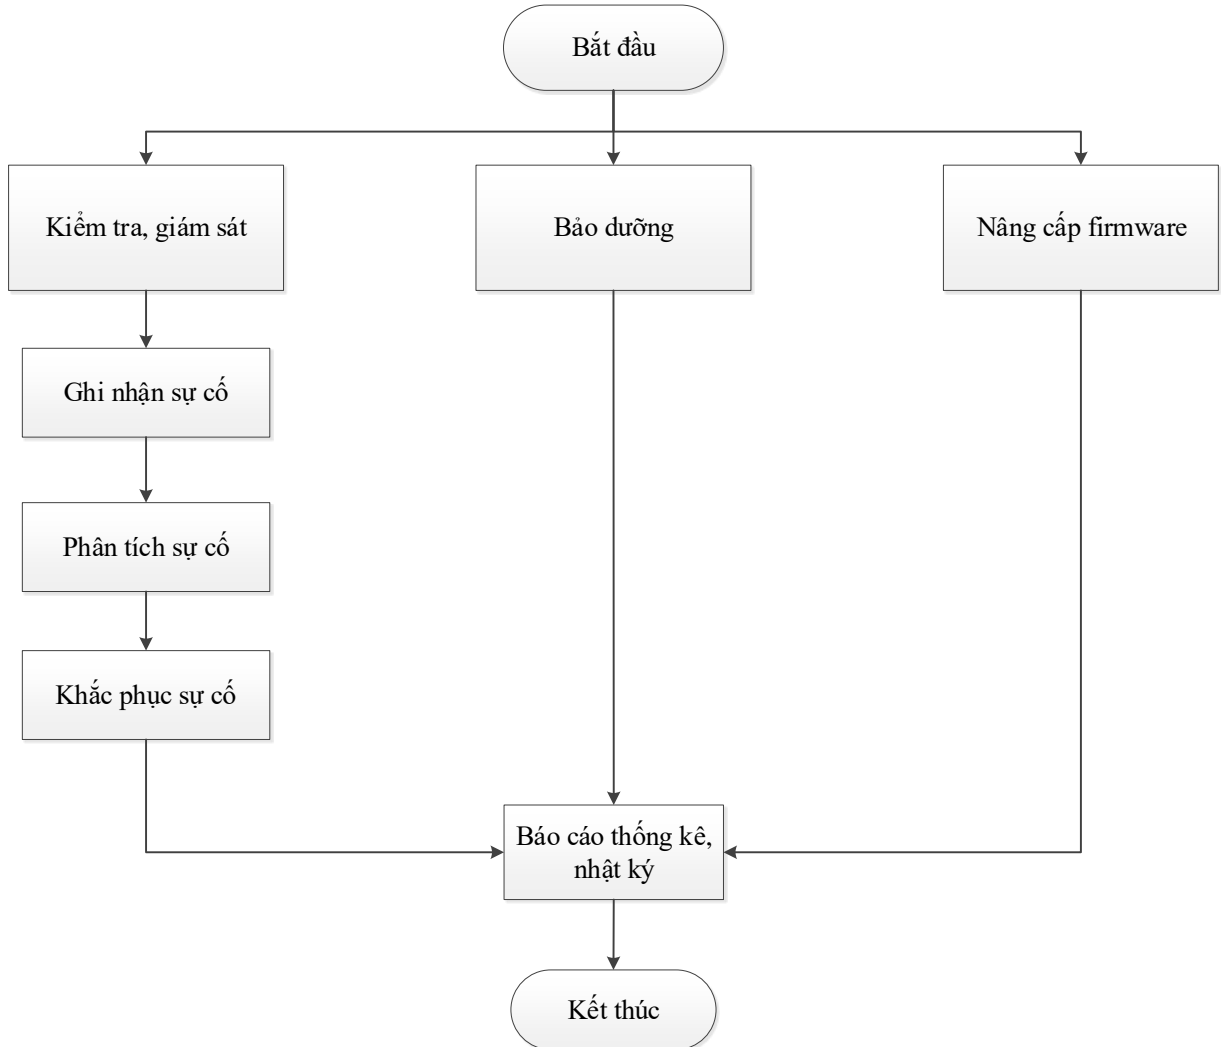 Bắt đầu
Kiểm tra, giám sát
Bảo dưỡng
Nâng cấp firmware
Ghi nhận sự cố
Phân tích sự cố
Khắc phục sự cố
Báo cáo thống kê,
nhật ký
Kết thúc